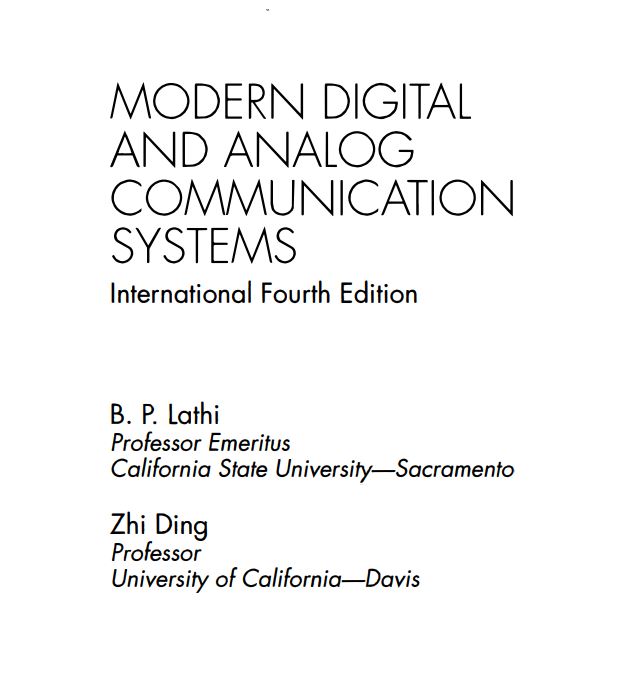 MODERN DIGITAL
AND ANALOG
COMMUNICATION
SYSTEMS
International Fourth Edition
B. P. Lathi
Professor Emeritus
California State University—Sacramento
Zhi Ding
Professor
University of California—Davis